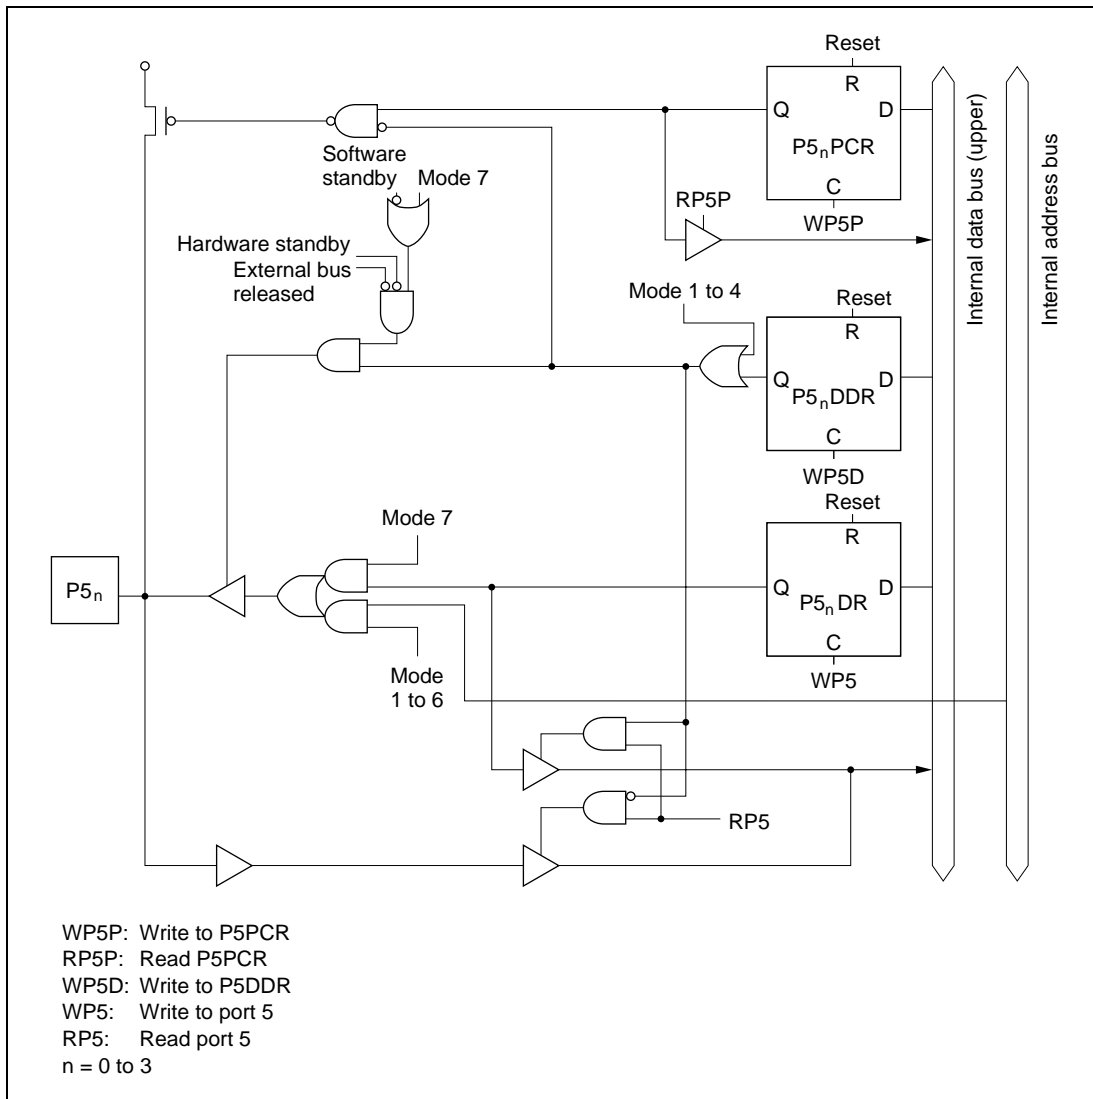 Reset
R
Q
D
P5nPCR
C
WP5P
RP5P
Software
standby
Mode 7
Hardware standby
External bus
released
Mode 1 to 4
Reset
R
Q
D
P5nDDR
C
WP5D
Reset
R
Q
D
P5nDR
C
WP5
Mode 7
P5n
Mode
1 to 6
RP5
Internal data bus (upper)
Internal address bus
WP5P: Write to P5PCR
RP5P: Read P5PCR
WP5D: Write to P5DDR
WP5: Write to port 5
RP5: Read port 5
n = 0 to 3